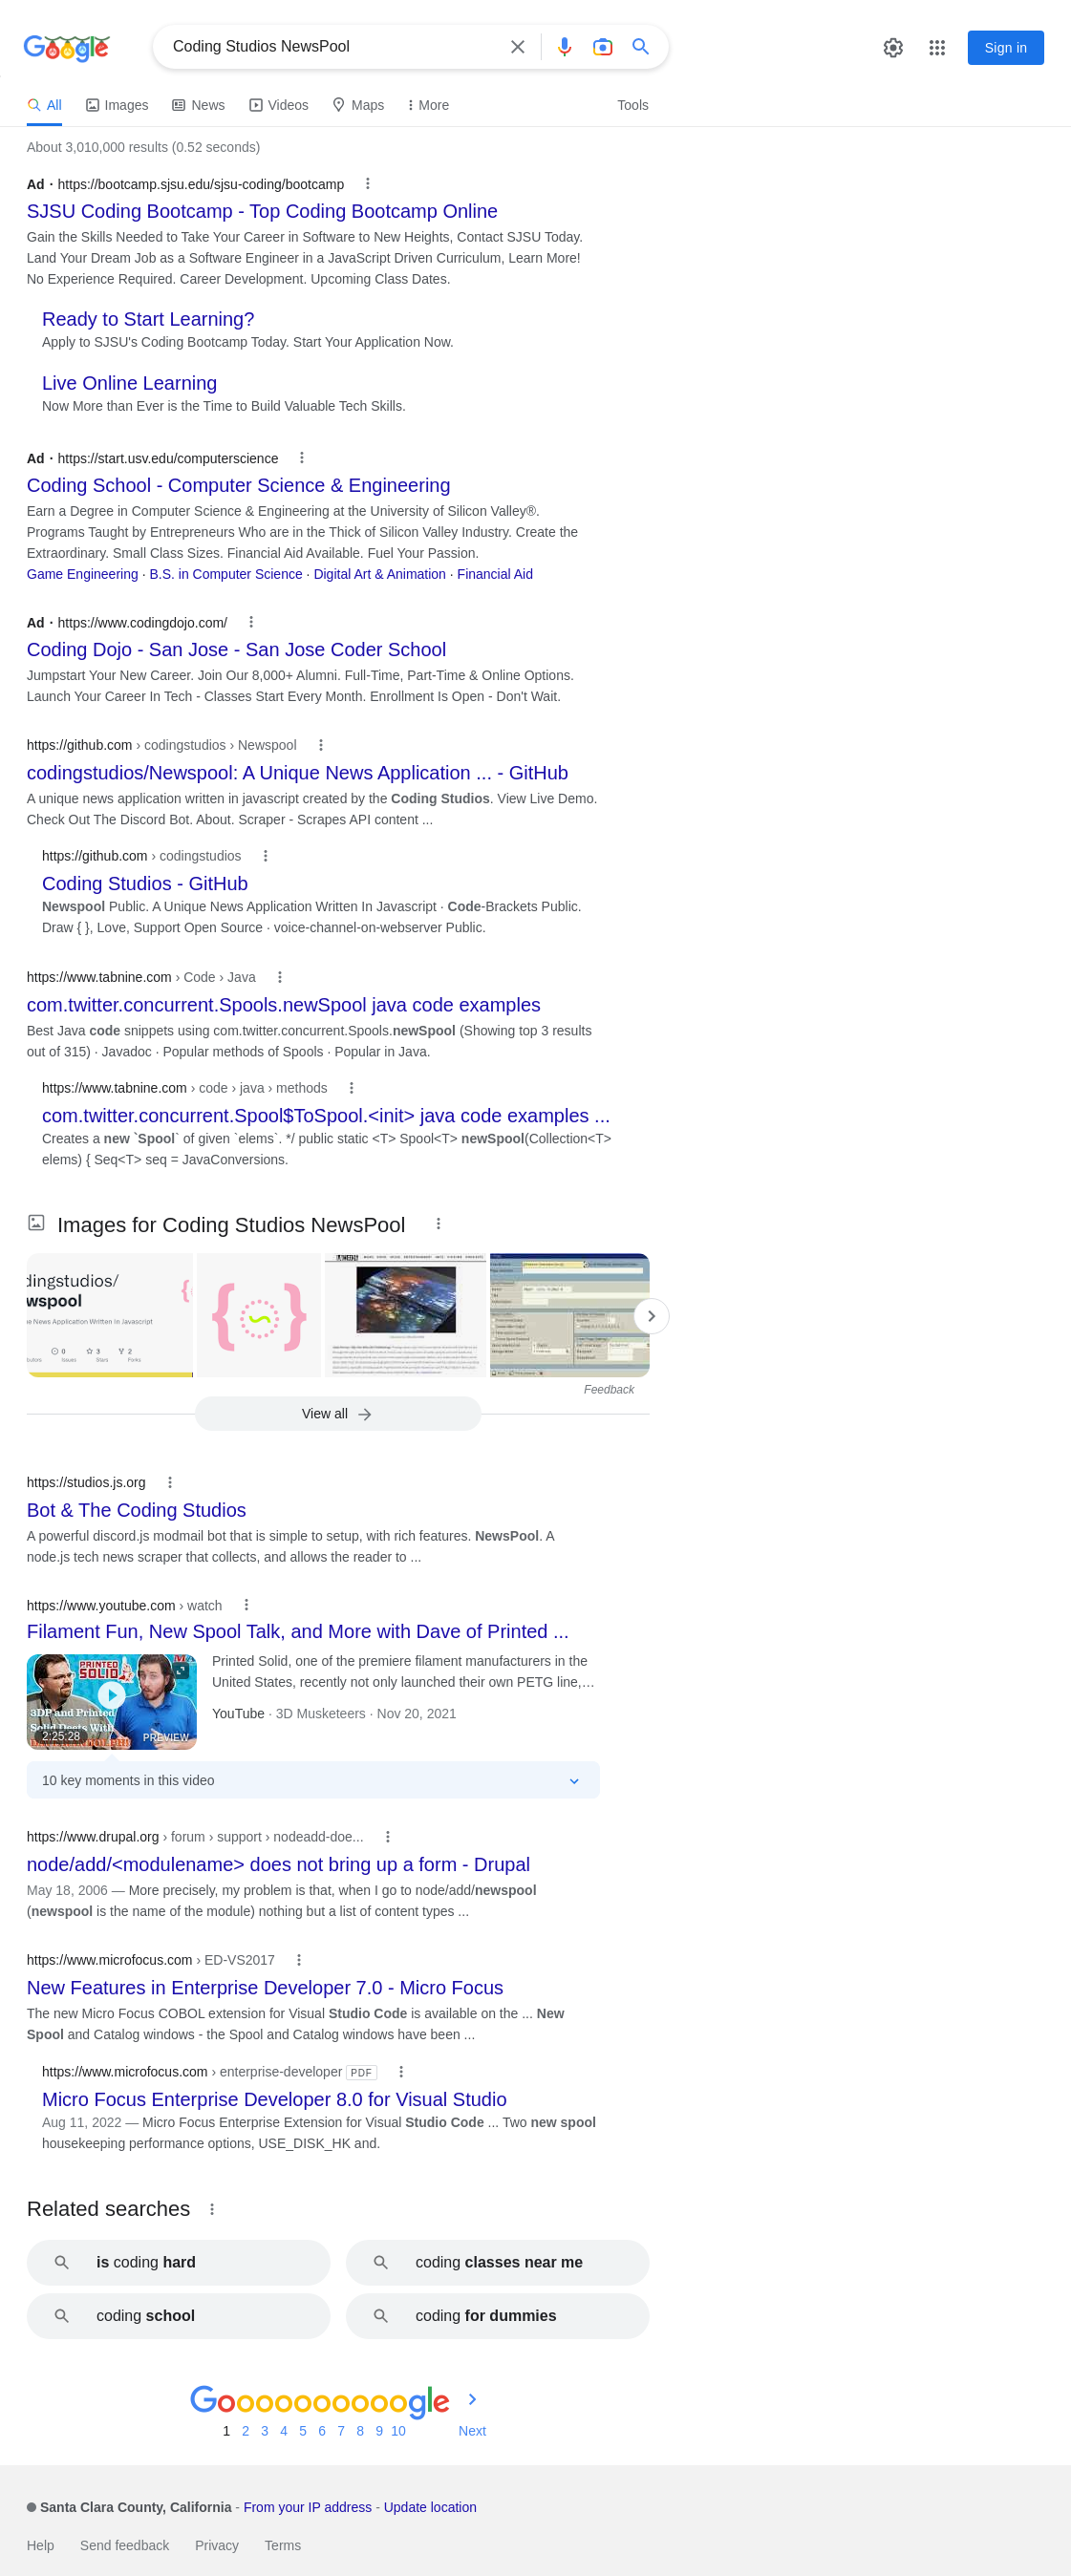 Google
Coding Studios NewsPool
Sign in
All
Images
News
Videos
Maps
More
Tools
About 3,010,000 results (0.52 seconds)
Ad · https://bootcamp.sjsu.edu/sjsu-coding/bootcamp
SJSU Coding Bootcamp - Top Coding Bootcamp Online
Gain the Skills Needed to Take Your Career in Software to New Heights, Contact SJSU Today.
Land Your Dream Job as a Software Engineer in a JavaScript Driven Curriculum, Learn More!
No Experience Required. Career Development. Upcoming Class Dates.
Ready to Start Learning?
Apply to SJSU's Coding Bootcamp Today. Start Your Application Now.
Live Online Learning
Now More than Ever is the Time to Build Valuable Tech Skills.
Ad · https://start.usv.edu/computerscience
Coding School - Computer Science & Engineering
Earn a Degree in Computer Science & Engineering at the University of Silicon Valley®.
Programs Taught by Entrepreneurs Who are in the Thick of Silicon Valley Industry. Create the
Extraordinary. Small Class Sizes. Financial Aid Available. Fuel Your Passion.
Game Engineering · B.S. in Computer Science · Digital Art & Animation · Financial Aid
Ad · https://www.codingdojo.com/
Coding Dojo - San Jose - San Jose Coder School
Jumpstart Your New Career. Join Our 8,000+ Alumni. Full-Time, Part-Time & Online Options.
Launch Your Career In Tech - Classes Start Every Month. Enrollment Is Open - Don't Wait.
https://github.com › codingstudios › Newspool
codingstudios/Newspool: A Unique News Application ... - GitHub
A unique news application written in javascript created by the Coding Studios. View Live Demo.
Check Out The Discord Bot. About. Scraper - Scrapes API content ...
https://github.com › codingstudios
Coding Studios - GitHub
Newspool Public. A Unique News Application Written In Javascript · Code-Brackets Public.
Draw { }, Love, Support Open Source · voice-channel-on-webserver Public.
https://www.tabnine.com › Code › Java
com.twitter.concurrent.Spools.newSpool java code examples
Best Java code snippets using com.twitter.concurrent.Spools.newSpool (Showing top 3 results
out of 315) · Javadoc · Popular methods of Spools · Popular in Java.
https://www.tabnine.com › code › java › methods
com.twitter.concurrent.Spool$ToSpool.<init> java code examples ...
Creates a new `Spool` of given `elems`. */ public static <T> Spool<T> newSpool(Collection<T>
elems) { Seq<T> seq = JavaConversions.
Images for Coding Studios NewsPool
dingstudios/
wspool
e News Application Written In Javascript
0 3 2
Issues Stars Forks
Feedback
View all
https://studios.js.org
Bot & The Coding Studios
A powerful discord.js modmail bot that is simple to setup, with rich features. NewsPool. A
node.js tech news scraper that collects, and allows the reader to ...
https://www.youtube.com › watch
Filament Fun, New Spool Talk, and More with Dave of Printed ...
PRINTED
SOLID
3DP and Printed
Solid Deets With
2:25:28
PREVIEW
Printed Solid, one of the premiere filament manufacturers in the
United States, recently not only launched their own PETG line,...
YouTube · 3D Musketeers · Nov 20, 2021
10 key moments in this video
https://www.drupal.org › forum › support › nodeadd-doe...
node/add/<modulename> does not bring up a form - Drupal
May 18, 2006 — More precisely, my problem is that, when I go to node/add/newspool
(newspool is the name of the module) nothing but a list of content types ...
https://www.microfocus.com › ED-VS2017
New Features in Enterprise Developer 7.0 - Micro Focus
The new Micro Focus COBOL extension for Visual Studio Code is available on the ... New
Spool and Catalog windows - the Spool and Catalog windows have been ...
https://www.microfocus.com › enterprise-developer PDF
Micro Focus Enterprise Developer 8.0 for Visual Studio
Aug 11, 2022 — Micro Focus Enterprise Extension for Visual Studio Code ... Two new spool
housekeeping performance options, USE_DISK_HK and.
Related searches
is coding hard
coding classes near me
coding school
coding for dummies
Goooooooooogle
1 2 3 4 5 6 7 8 9 10 Next
Santa Clara County, California - From your IP address - Update location
Help Send feedback Privacy Terms